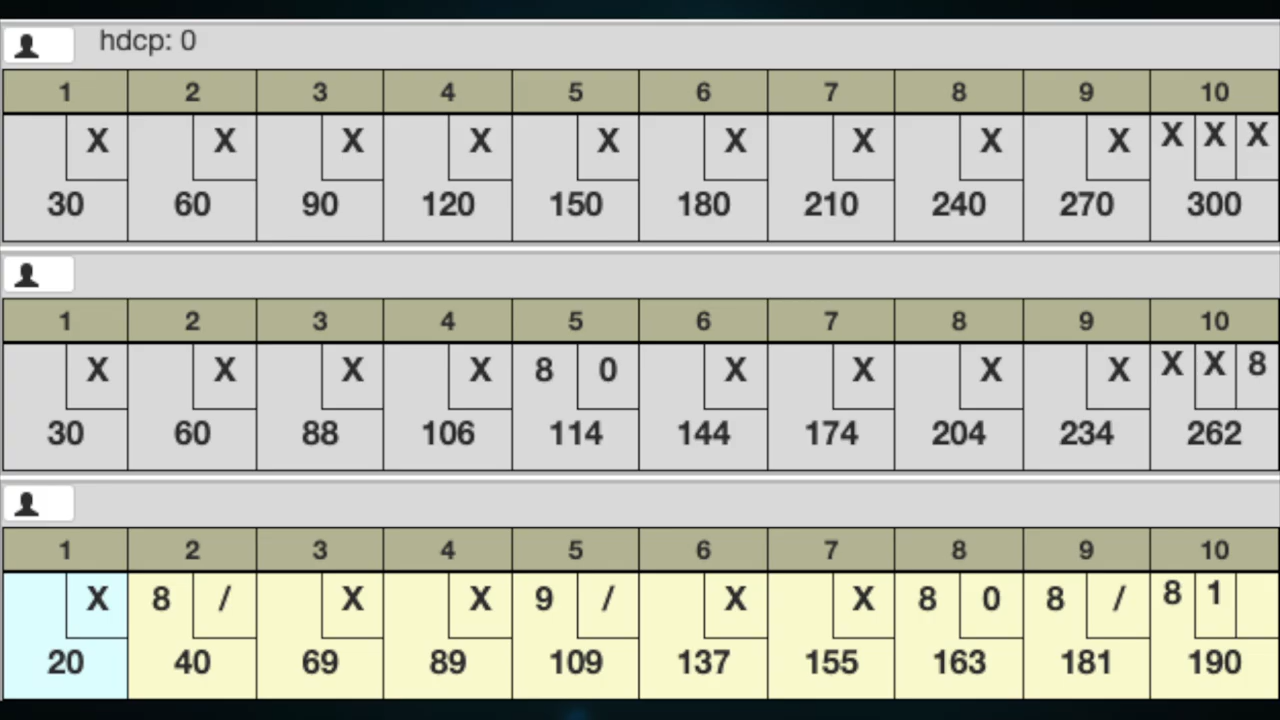 hdcp: 0
1 2 3 4 5 6 7 8 9 10
X X X X X X X X X X X X
30 60 90 120 150 180 210 240 270 300
1 2 3 4 5 6 7 8 9 10
X X X X 8 0 X X X X X X 8
30 60 88 106 114 144 174 204 234 262
1 2 3 4 5 6 7 8 9 10
X 8 / X X 9 / X X 8 0 8 / 8 1
20 40 69 89 109 137 155 163 181 190